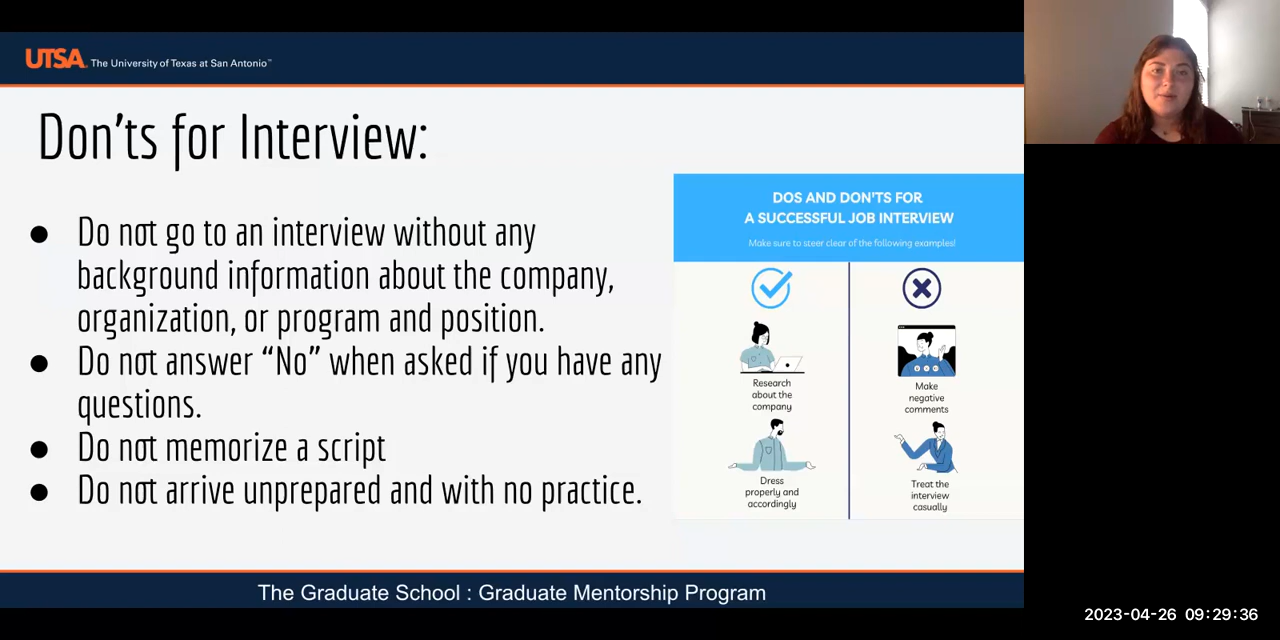 UTSA. The University of Texas at San Antonio™
Don'ts for Interview:
● Do not go to an interview without any
background information about the company,
organization, or program and position.
● Do not answer “No” when asked if you have any
questions.
● Do not memorize a script
● Do not arrive unprepared and with no practice.
DOS AND DON'TS FOR
A SUCCESSFUL JOB INTERVIEW
Make sure to steer clear of the following examples!
Research
about the
company
Dress
properly and
accordingly
Make
negative
comments
Treat the
interview
casually
The Graduate School : Graduate Mentorship Program
2023-04-26 09:29:36